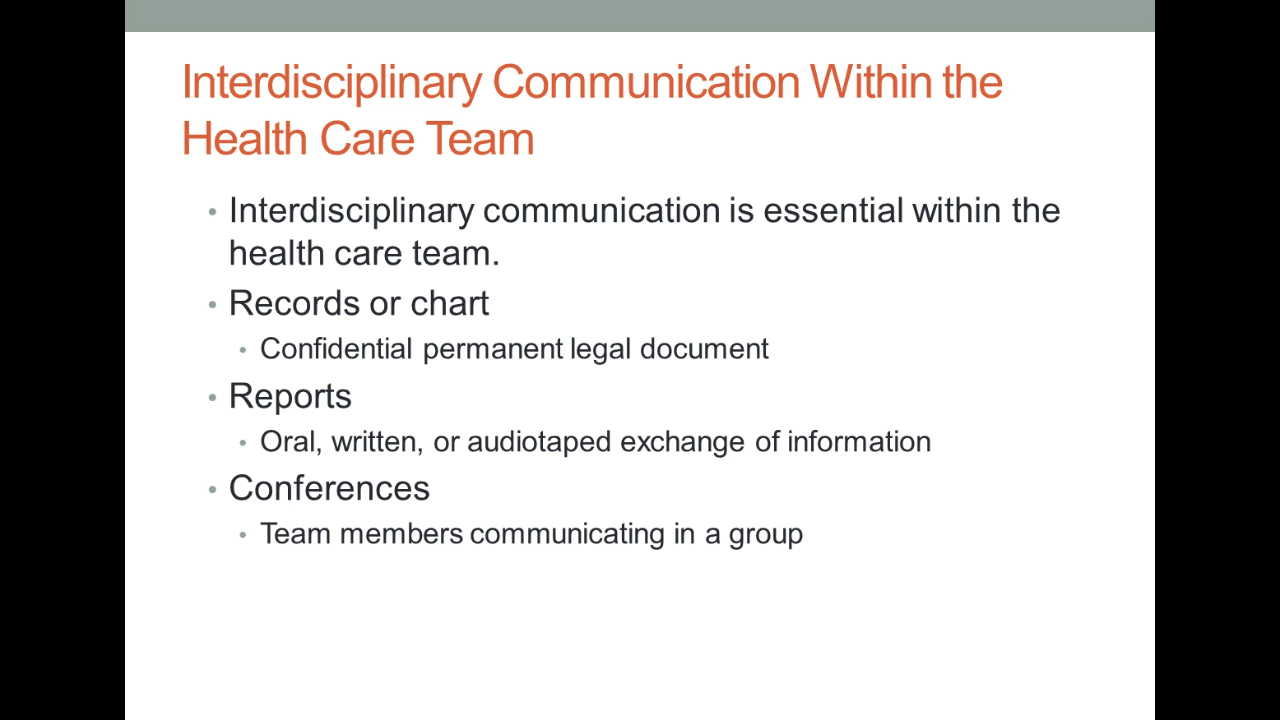 Interdisciplinary Communication Within the
Health Care Team
• Interdisciplinary communication is essential within the
health care team.
• Records or chart
• Confidential permanent legal document
• Reports
• Oral, written, or audiotaped exchange of information
• Conferences
• Team members communicating in a group